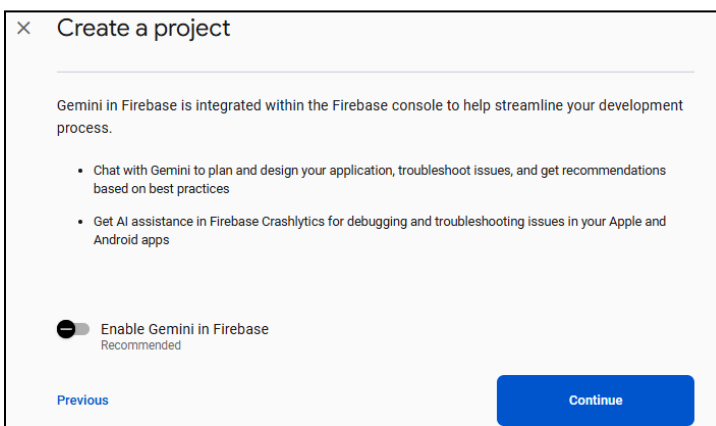 Create a project
Gemini in Firebase is integrated within the Firebase console to help streamline your development
process.
Chat with Gemini to plan and design your application, troubleshoot issues, and get recommendations
based on best practices
Get AI assistance in Firebase Crashlytics for debugging and troubleshooting issues in your Apple and
Android apps
Enable Gemini in Firebase
Recommended
Previous
Continue